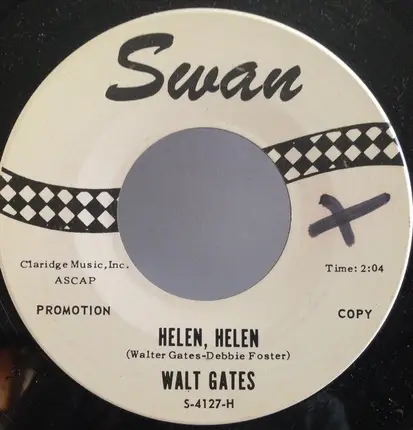 Swan
Claridge Music, Inc.
ASCAP
Time: 2:04
PROMOTION
COPY
HELEN, HELEN
(Walter Gates-Debbie Foster)
WALT GATES
S-4127-H